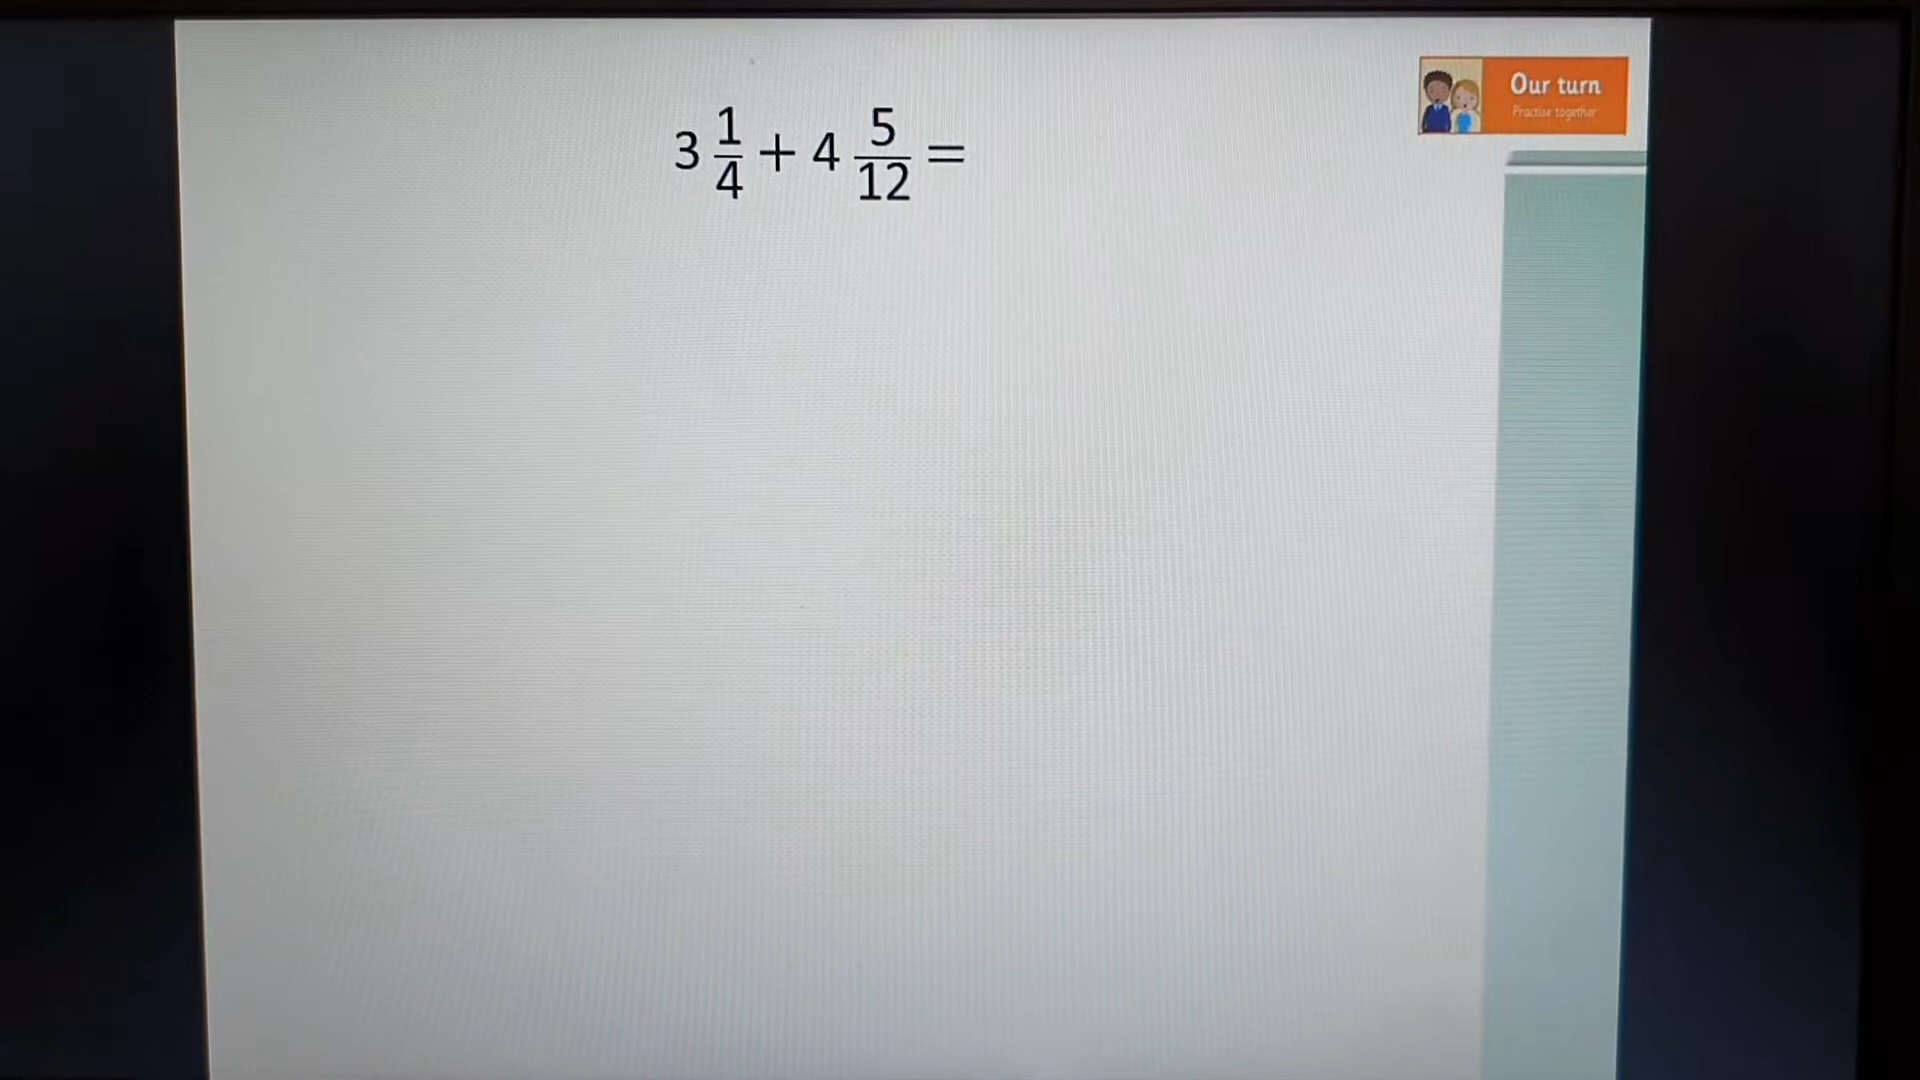 Our turn
Practise together
3 1/4 + 4 5/12 =